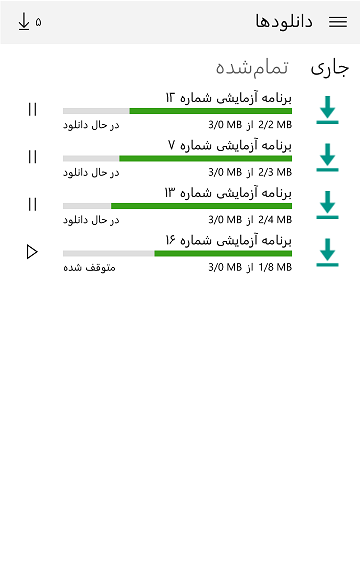 دانلودها
۵
جاری
تمام‌شده
برنامه آزمایشی شماره ۱۲
2/2 MB از 3/0 MB
در حال دانلود
برنامه آزمایشی شماره ۷
2/3 MB از 3/0 MB
در حال دانلود
برنامه آزمایشی شماره ۱۳
2/4 MB از 3/0 MB
در حال دانلود
برنامه آزمایشی شماره ۱۶
1/8 MB از 3/0 MB
متوقف شده